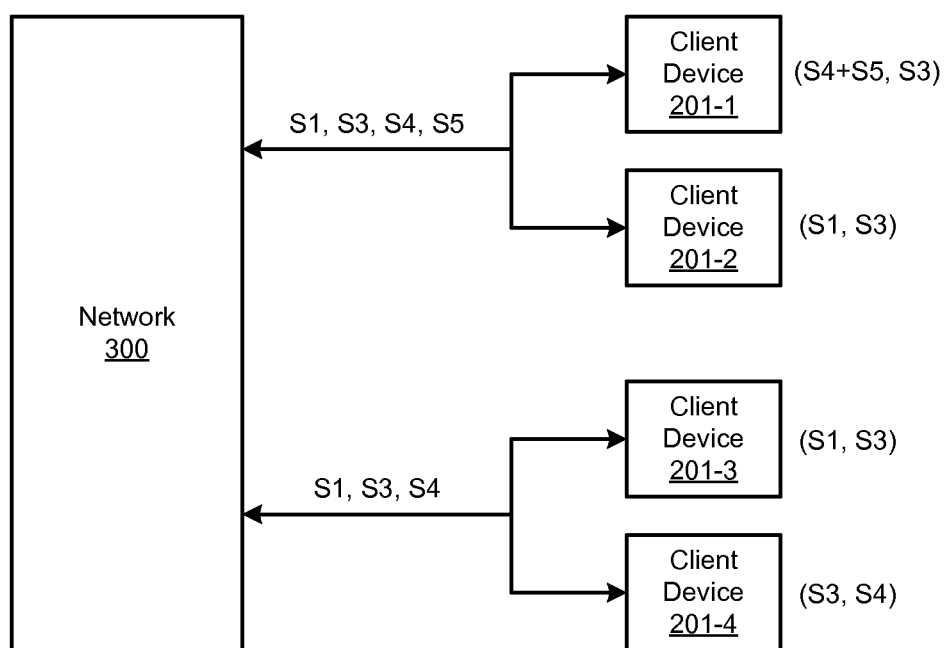 Client
Device
201-1
(S4+S5, S3)
S1, S3, S4, S5
Client
Device
201-2
(S1, S3)
Network
300
Client
Device
201-3
(S1, S3)
S1, S3, S4
Client
Device
201-4
(S3, S4)